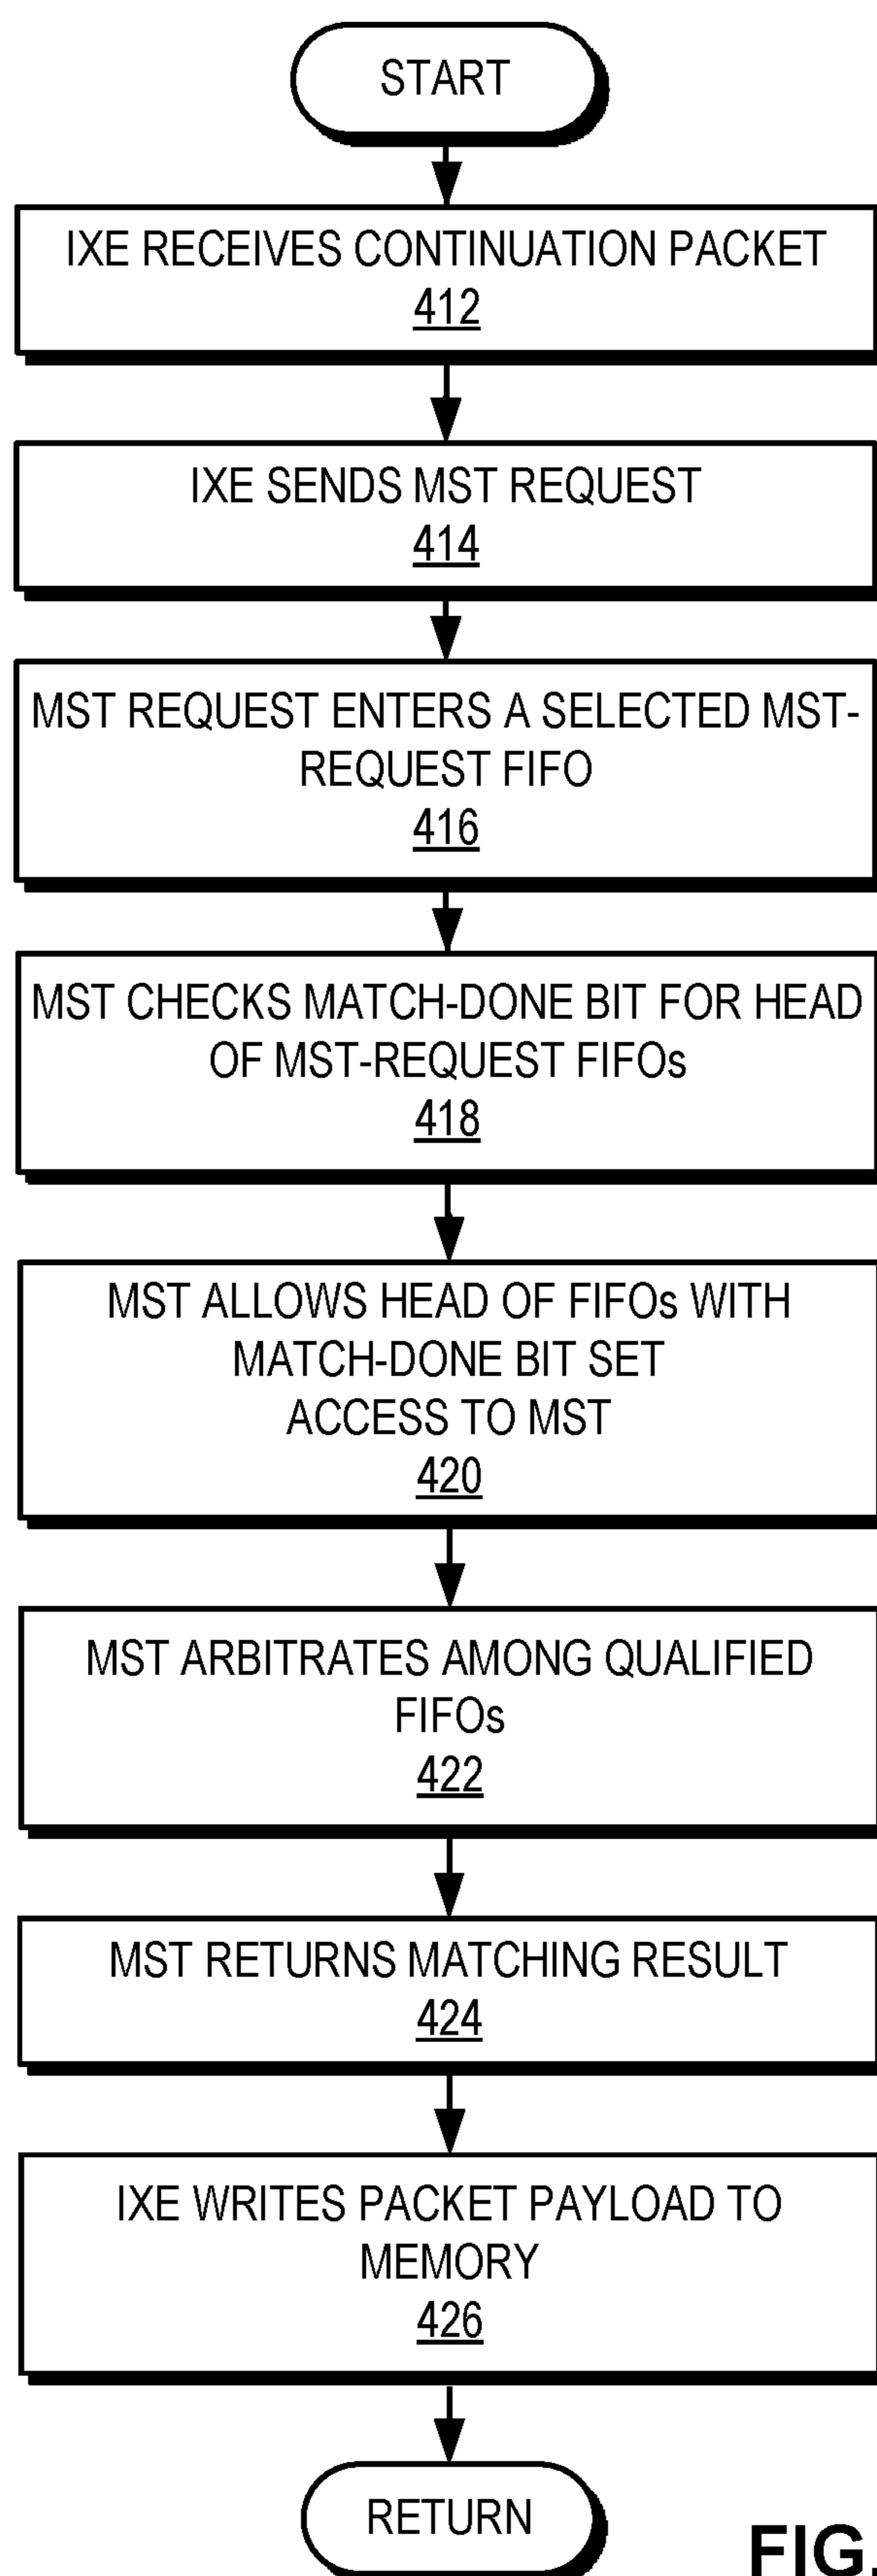 START
IXE RECEIVES CONTINUATION PACKET
412
IXE SENDS MST REQUEST
414
MST REQUEST ENTERS A SELECTED MST-
REQUEST FIFO
416
MST CHECKS MATCH-DONE BIT FOR HEAD
OF MST-REQUEST FIFOs
418
MST ALLOWS HEAD OF FIFOs WITH
MATCH-DONE BIT SET
ACCESS TO MST
420
MST ARBITRATES AMONG QUALIFIED
FIFOs
422
MST RETURNS MATCHING RESULT
424
IXE WRITES PACKET PAYLOAD TO
MEMORY
426
RETURN
FIG.